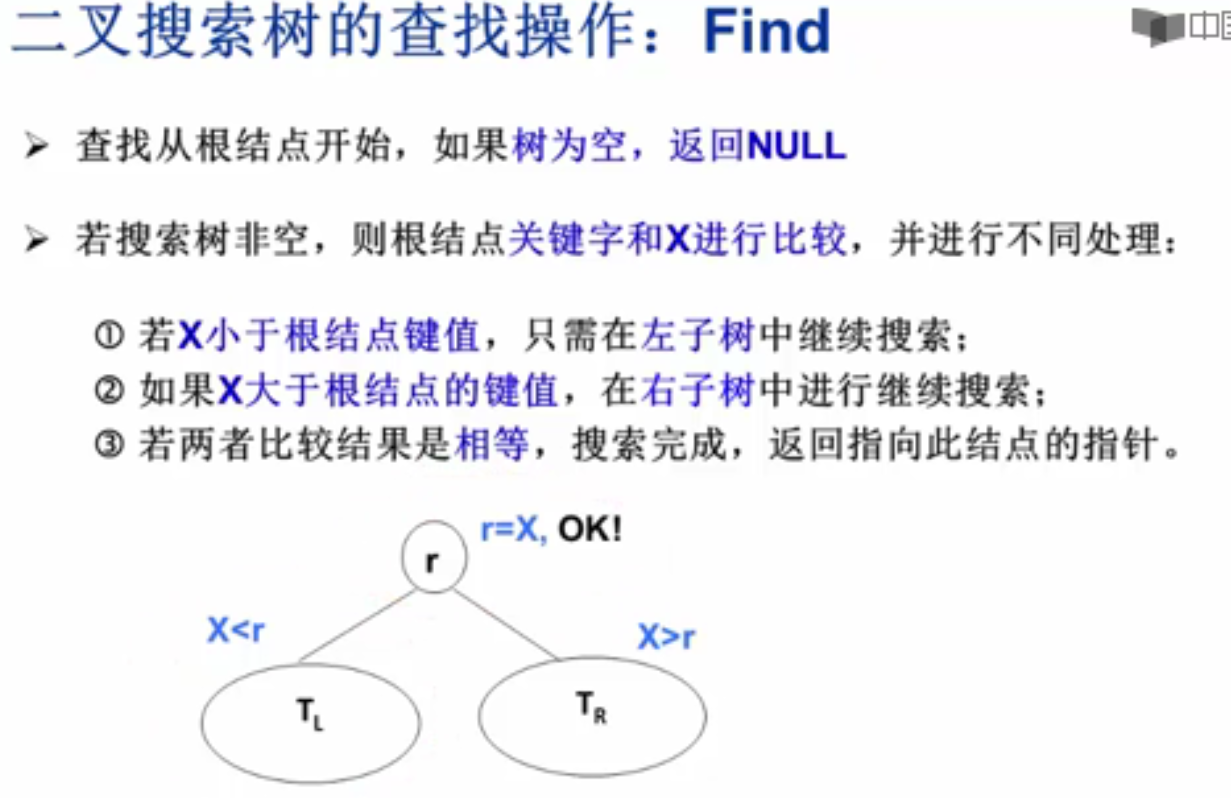 二叉搜索树的查找操作：Find
中国
➢ 查找从根结点开始，如果树为空，返回NULL
➢ 若搜索树非空，则根结点关键字和X进行比较，并进行不同处理：
① 若X小于根结点键值，只需在左子树中继续搜索；
② 如果X大于根结点的键值，在右子树中进行继续搜索；
③ 若两者比较结果是相等，搜索完成，返回指向此结点的指针。
r=X, OK!
r
X<r
X>r
TL
TR